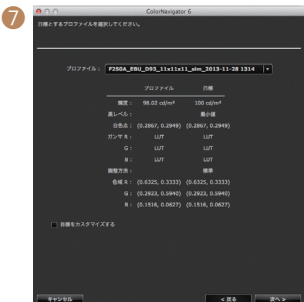 7
ColorNavigator 6
目標とするプロファイルを選択してください。
プロファイル： F250A_EBU_D93_11x11x11_sim_2013-11-28 1314
プロファイル 目標
輝度： 98.02 cd/m² 100 cd/m²
黒レベル： 最小値
白色点： (0.2867, 0.2949) (0.2867, 0.2949)
ガンマ R： LUT LUT
G： LUT LUT
B： LUT LUT
調整方法： 標準
色域 R： (0.6325, 0.3333) (0.6325, 0.3333)
G： (0.2923, 0.5940) (0.2923, 0.5940)
B： (0.1516, 0.0627) (0.1516, 0.0627)
目標をカスタマイズする
キャンセル < 戻る 次へ >